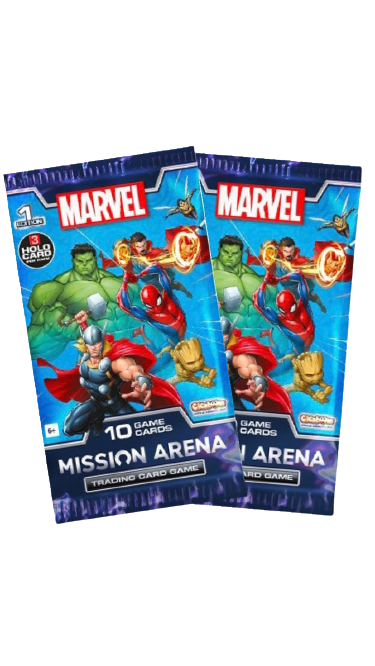 MARVEL
1
EDITION
3
HOLO
CARD
6+
10 GAME
CARDS
MISSION ARENA
TRADING CARD GAME
MARVEL
GAME
CARDS
N ARENA
ARD GAME